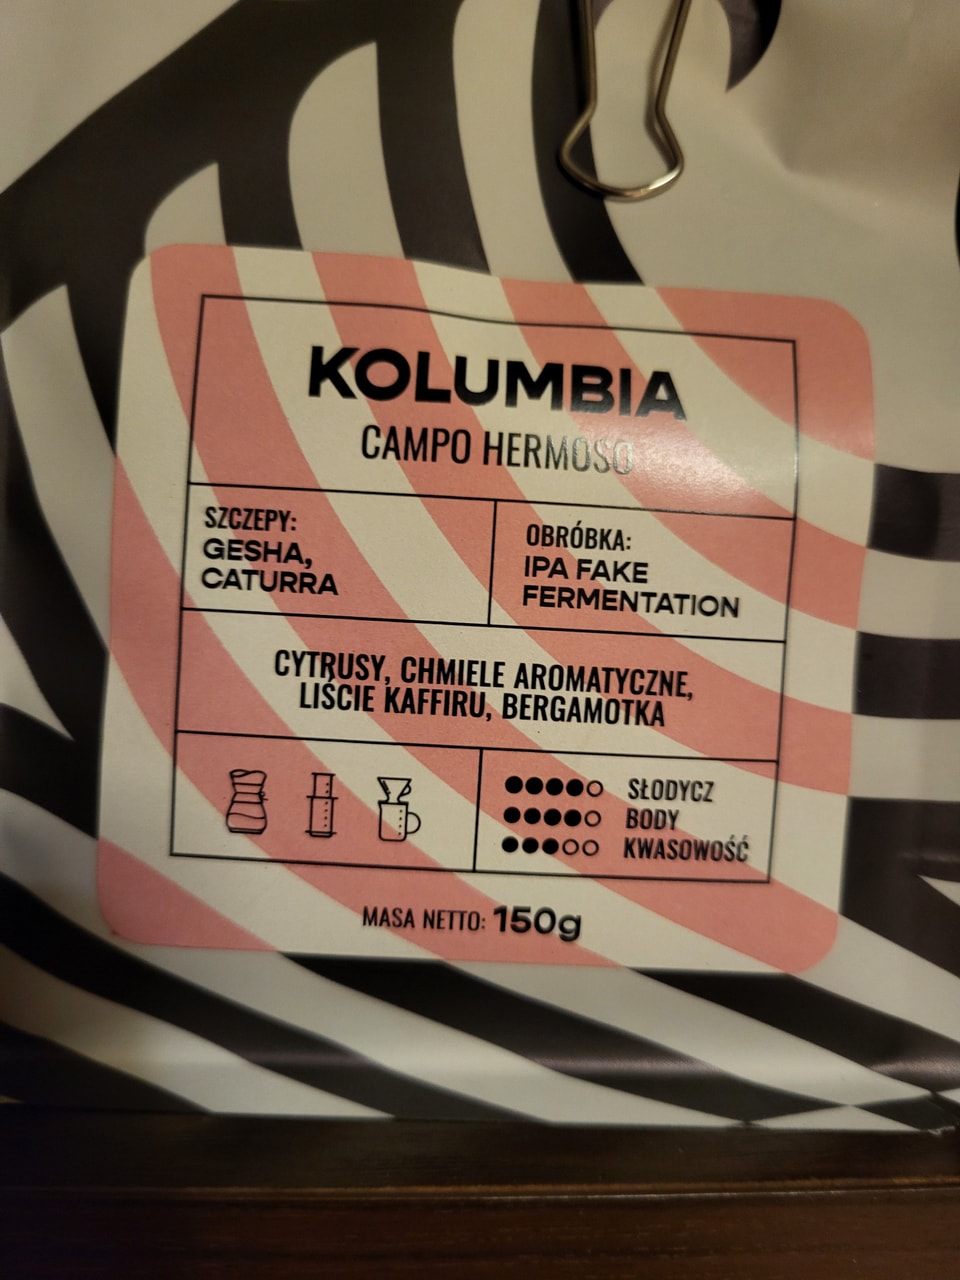 KOLUMBIA
CAMPO HERMOSO
SZCZEPY:
GESHA,
CATURRA
OBRÓBKA:
IPA FAKE
FERMENTATION
CYTRUSY, CHMIELE AROMATYCZNE,
LIŚCIE KAFFIRU, BERGAMOTKA
SŁODYCZ
BODY
KWASOWOŚĆ
MASA NETTO: 150g